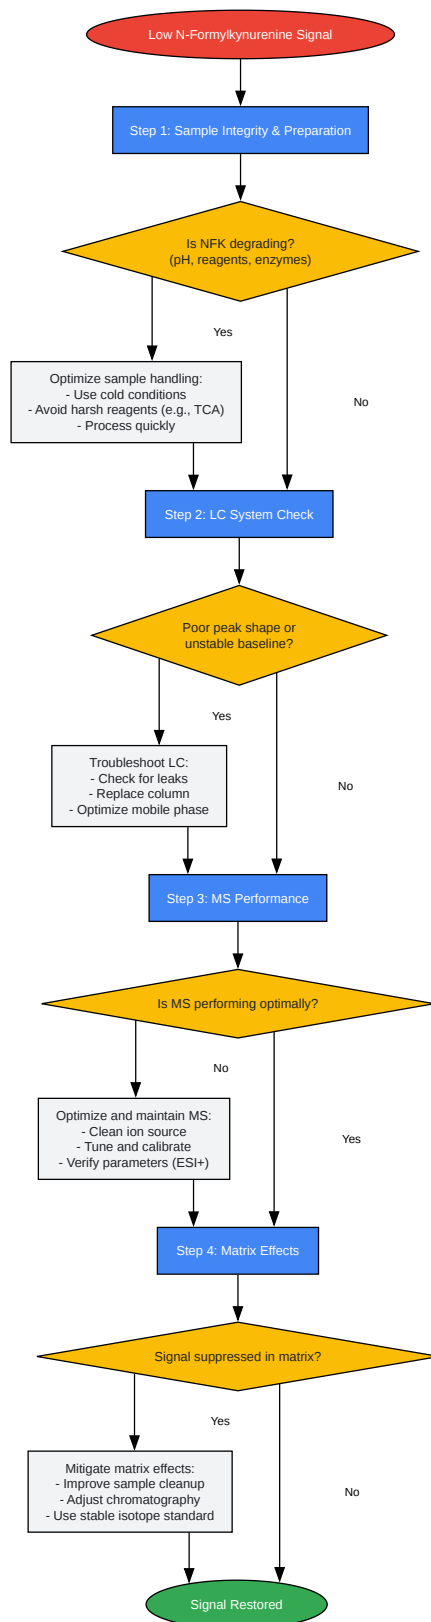 Low N-Formylkynurenine Signal
Step 1: Sample Integrity & Preparation
Is NFK degrading?
(pH, reagents, enzymes)
Yes
Optimize sample handling:
- Use cold conditions
- Avoid harsh reagents (e.g., TCA)
- Process quickly
No
Step 2: LC System Check
Poor peak shape or
unstable baseline?
Yes
Troubleshoot LC:
- Check for leaks
- Replace column
- Optimize mobile phase
No
Step 3: MS Performance
Is MS performing optimally?
No
Optimize and maintain MS:
- Clean ion source
- Tune and calibrate
- Verify parameters (ESI+)
Yes
Step 4: Matrix Effects
Signal suppressed in matrix?
Yes
Mitigate matrix effects:
- Improve sample cleanup
- Adjust chromatography
- Use stable isotope standard
No
Signal Restored